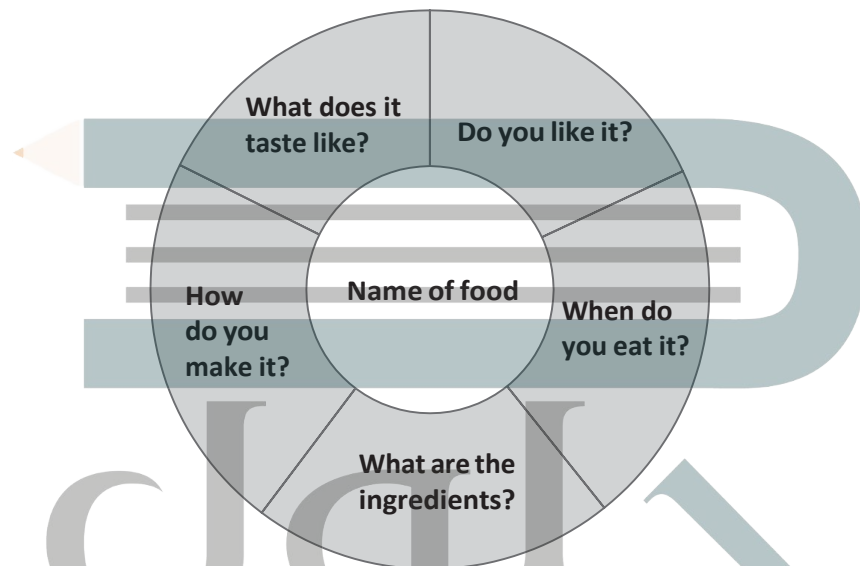 What does it
taste like?
Do you like it?
How
do you
make it?
Name of food
When do
you eat it?
What are the
ingredients?